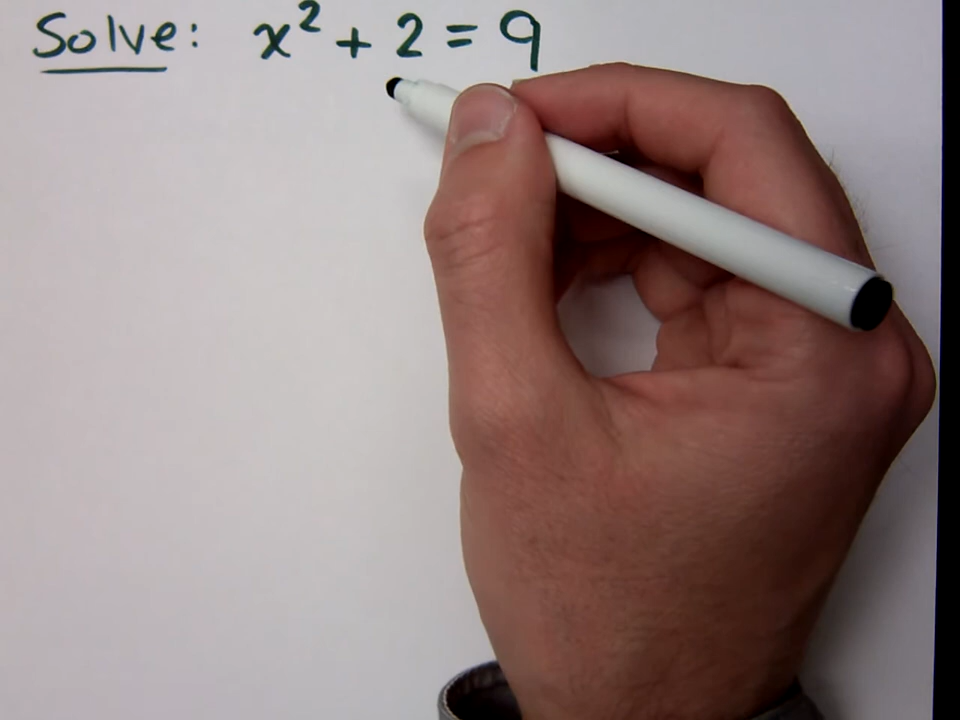 Solve: x² + 2 = 9